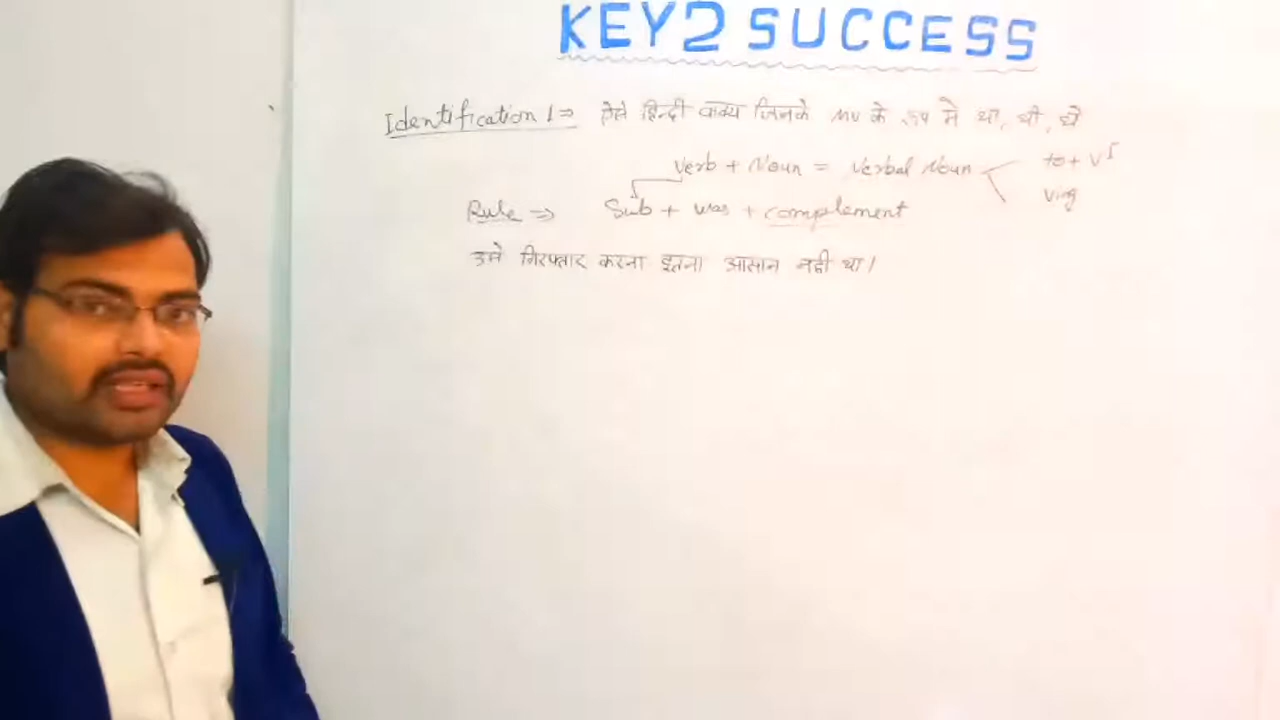 KEY2 SUCCESS
Identification 1 ⇒ ऐसे हिन्दी वाक्य जिनके MV के रूप मे था, थी, थे
Verb + Noun = Verbal Noun to + VI
Ving
Rule ⇒ Sub + was + complement
उसे गिरफ्तार करना इतना आसान नही था।